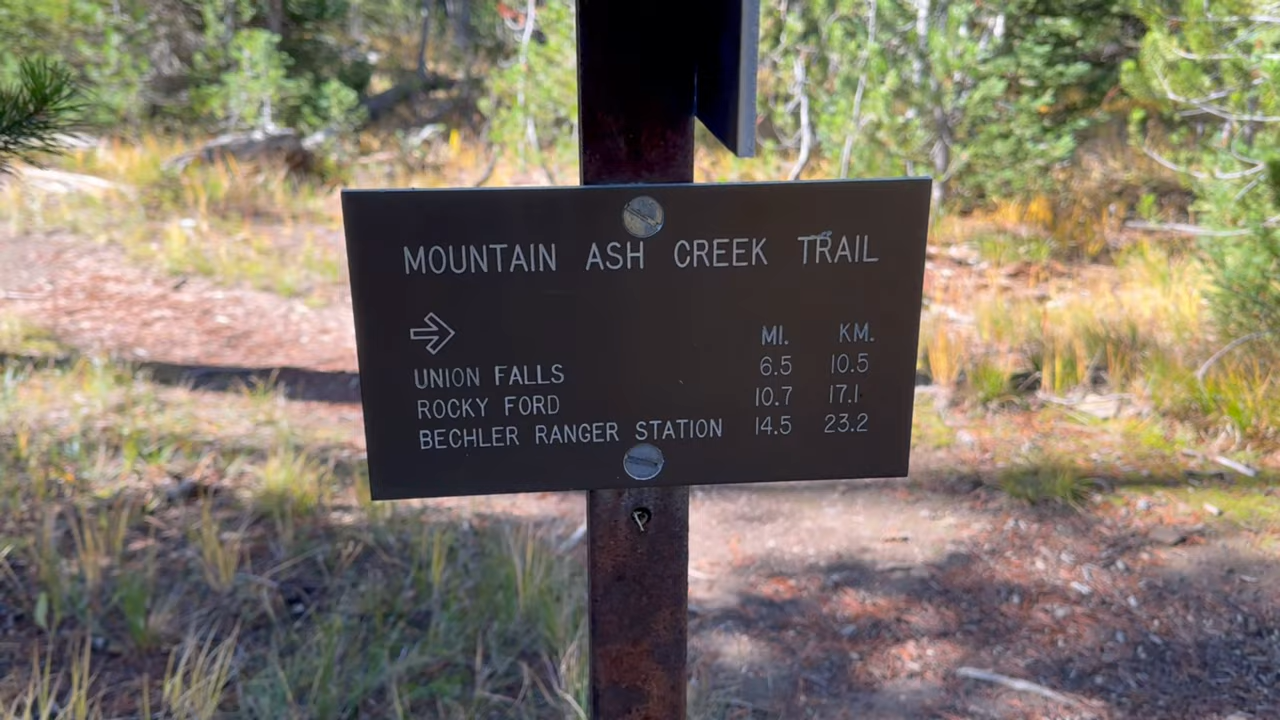 MOUNTAIN ASH CREEK TRAIL
MI. KM.
UNION FALLS 6.5 10.5
ROCKY FORD 10.7 17.1
BECHLER RANGER STATION 14.5 23.2